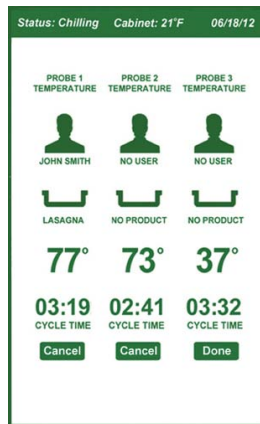 Status: Chilling Cabinet: 21°F 06/18/12
PROBE 1 PROBE 2 PROBE 3
TEMPERATURE TEMPERATURE TEMPERATURE
JOHN SMITH NO USER NO USER
LASAGNA NO PRODUCT NO PRODUCT
77° 73° 37°
03:19 02:41 03:32
CYCLE TIME CYCLE TIME CYCLE TIME
Cancel Cancel Done